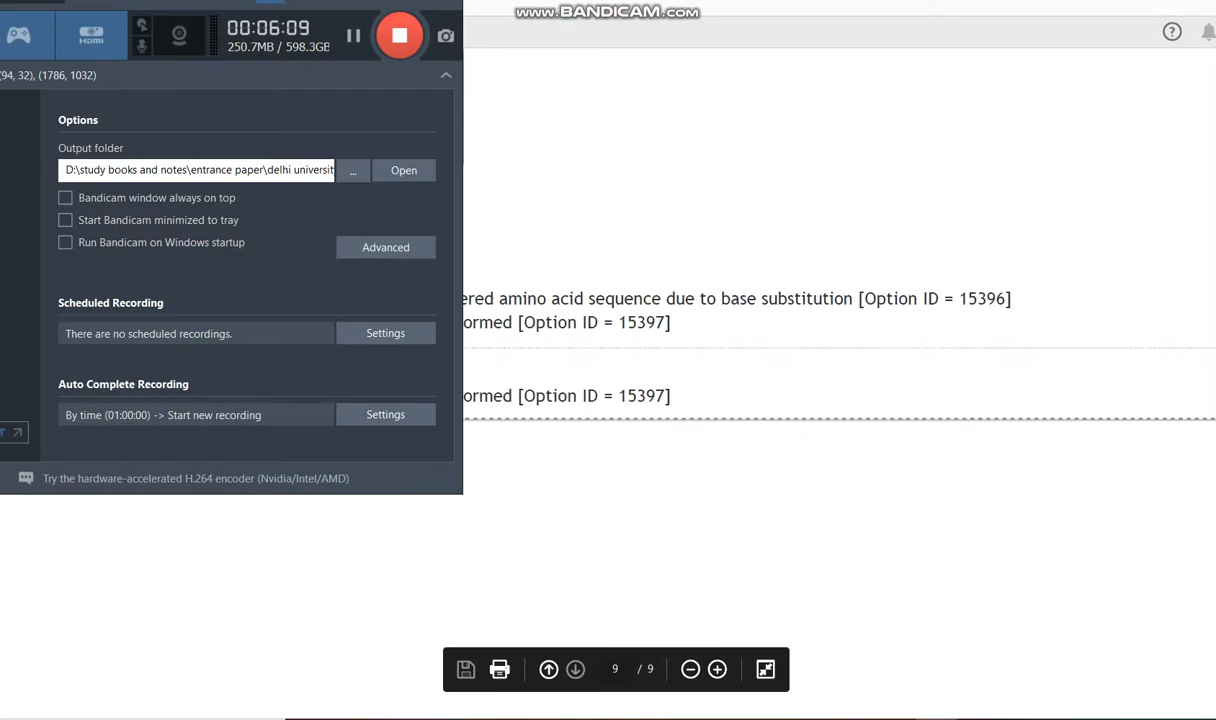 www.BANDICAM.com
00:06:09
250.7MB / 598.3GB
HDMI
(94, 32), (1786, 1032)
Options
Output folder
D:\study books and notes\entrance paper\delhi universit
...
Open
Bandicam window always on top
Start Bandicam minimized to tray
Run Bandicam on Windows startup
Advanced
Scheduled Recording
There are no scheduled recordings.
Settings
Auto Complete Recording
By time (01:00:00) -> Start new recording
Settings
Try the hardware-accelerated H.264 encoder (Nvidia/Intel/AMD)
ered amino acid sequence due to base substitution [Option ID = 15396]
ormed [Option ID = 15397]
ormed [Option ID = 15397]
9 / 9